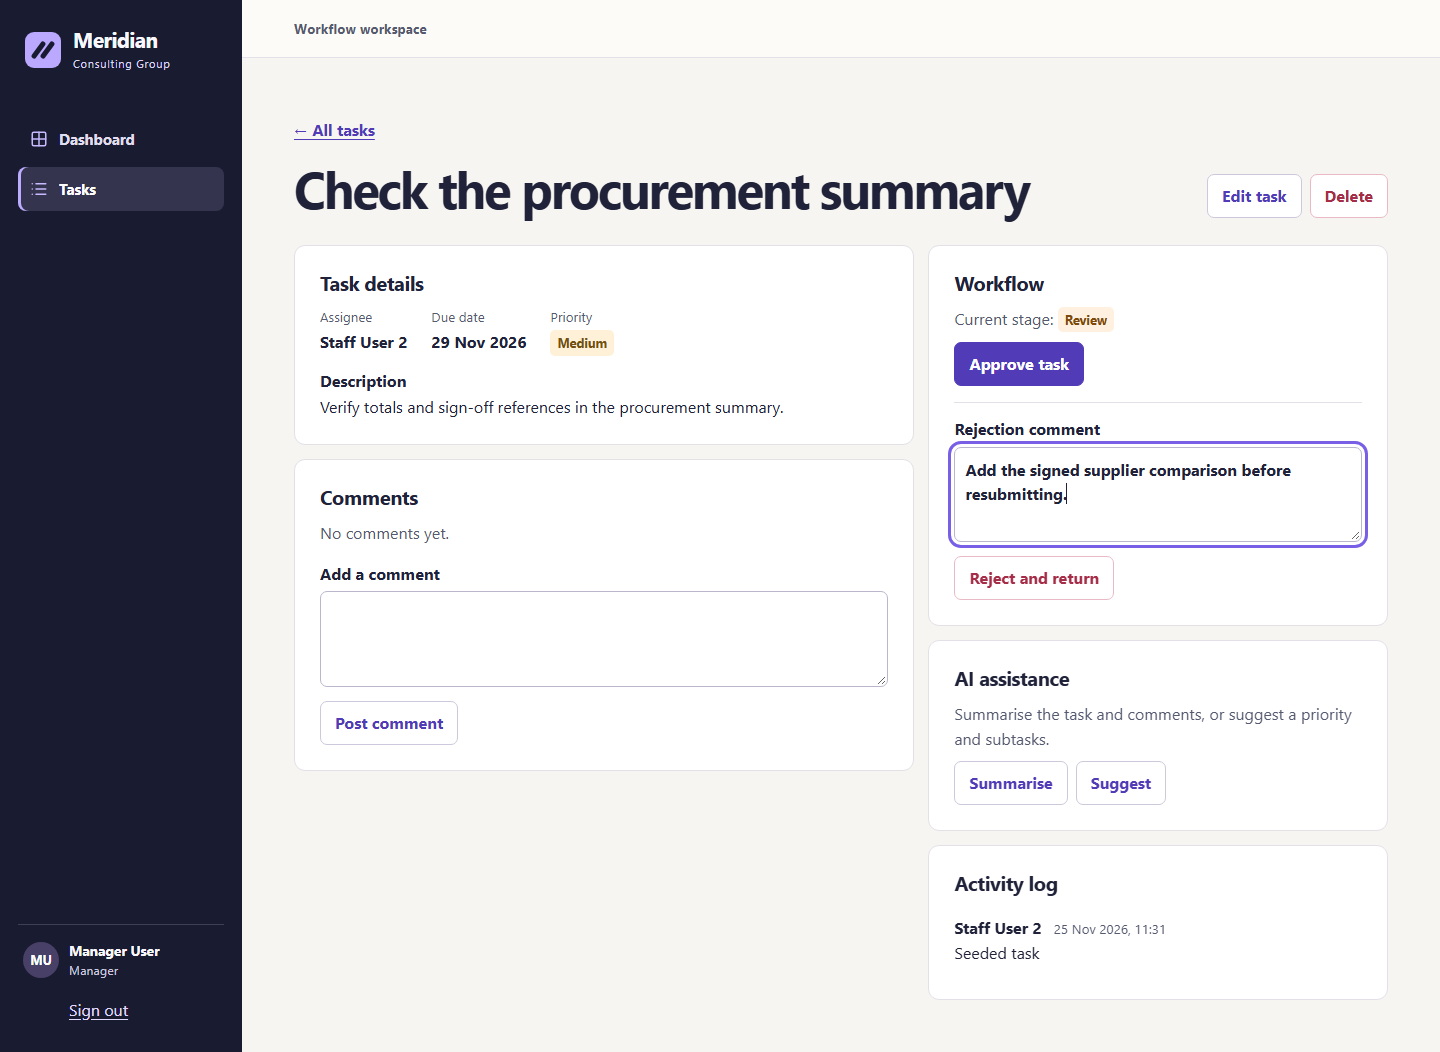 Meridian
Consulting Group
Dashboard
Tasks
Manager User
Manager
MU
Sign out
Workflow workspace
← All tasks
Check the procurement summary
Edit task
Delete
Task details
Assignee
Staff User 2
Due date
29 Nov 2026
Priority
Medium
Description
Verify totals and sign-off references in the procurement summary.
Comments
No comments yet.
Add a comment
Post comment
Workflow
Current stage: Review
Approve task
Rejection comment
Add the signed supplier comparison before
resubmitting.
Reject and return
AI assistance
Summarise the task and comments, or suggest a priority
and subtasks.
Summarise
Suggest
Activity log
Staff User 2 25 Nov 2026, 11:31
Seeded task